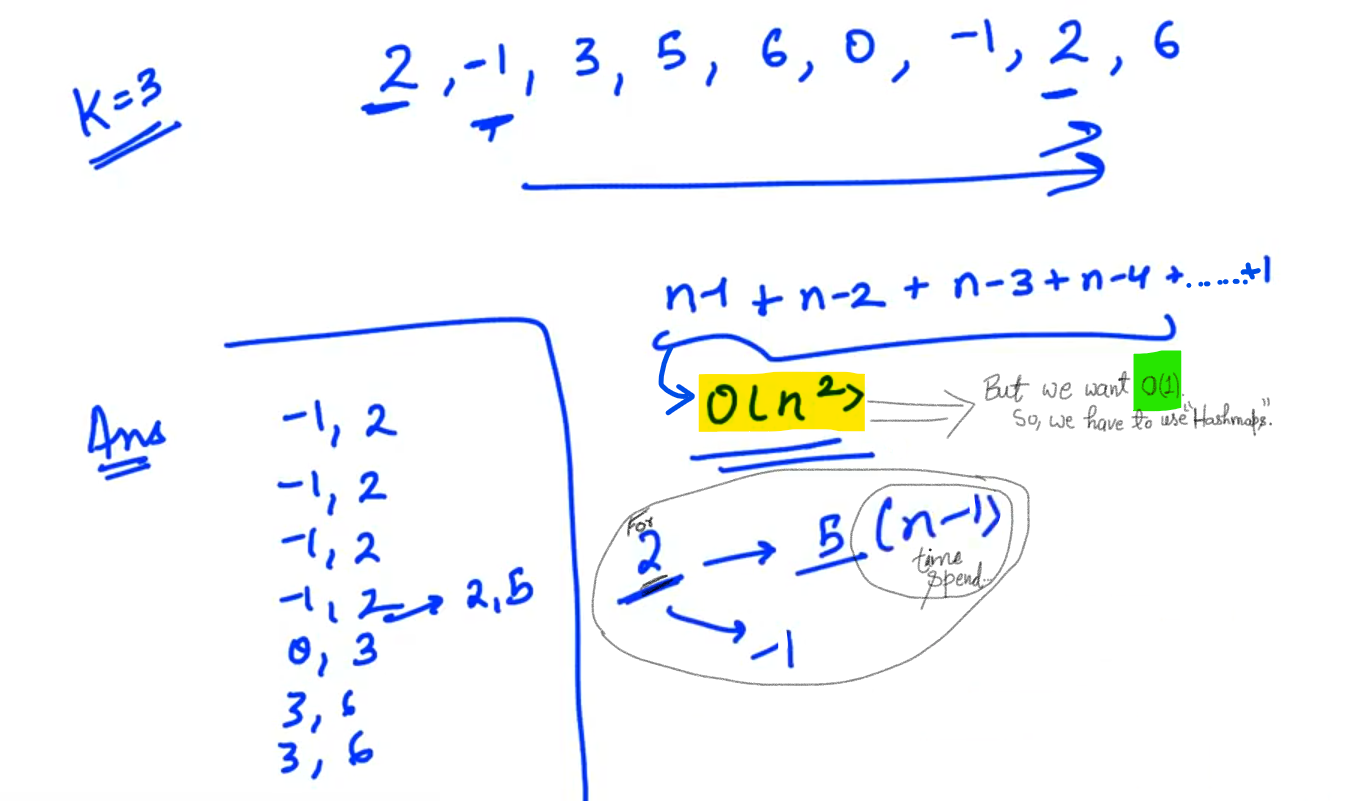 K=3
2, -1, 3, 5, 6, 0, -1, 2, 6
n-1 + n-2 + n-3 + n-4 + ...... +1
O(n²)
But we want O(1).
So, we have to use "Hashmaps".
Ans
-1, 2
-1, 2
-1, 2
-1, 2 → 2,5
0, 3
3, 6
3, 6
For
2 → 5 (n-1)
time
spend..
→ -1